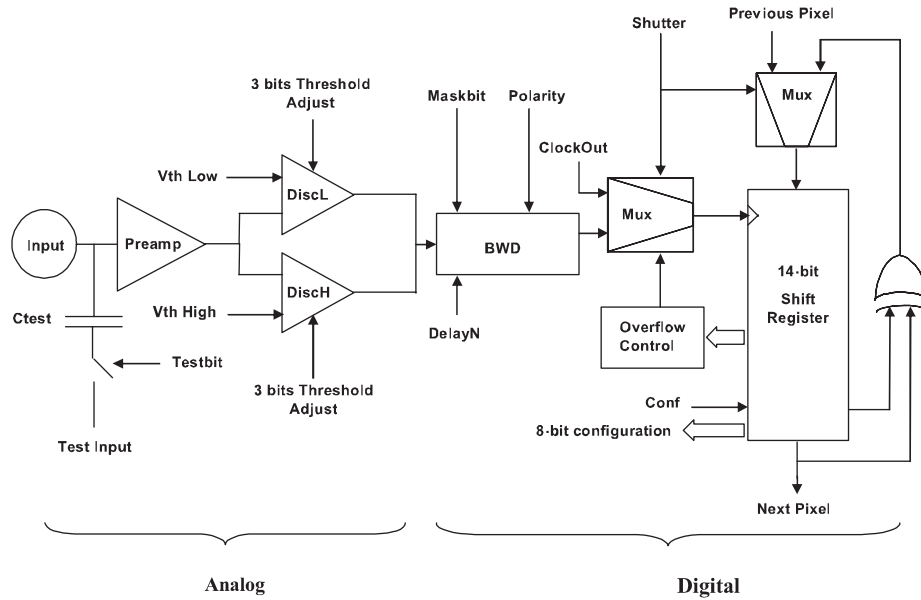 Shutter
Previous Pixel
3 bits Threshold
Adjust
Maskbit
Polarity
Mux
ClockOut
Vth Low
DiscL
Mux
Input
Preamp
BWD
DiscH
14-bit
Shift
Register
Ctest
Vth High
DelayN
Overflow
Control
Testbit
3 bits Threshold
Adjust
Conf
8-bit configuration
Test Input
Next Pixel
Analog
Digital